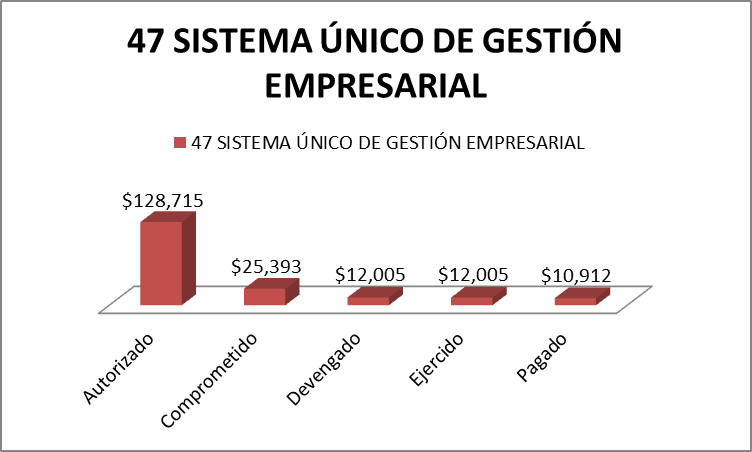 47 SISTEMA ÚNICO DE GESTIÓN
EMPRESARIAL
47 SISTEMA ÚNICO DE GESTIÓN EMPRESARIAL
$128,715
$25,393
$12,005
$12,005
$10,912
Autorizado
Comprometido
Devengado
Ejercido
Pagado